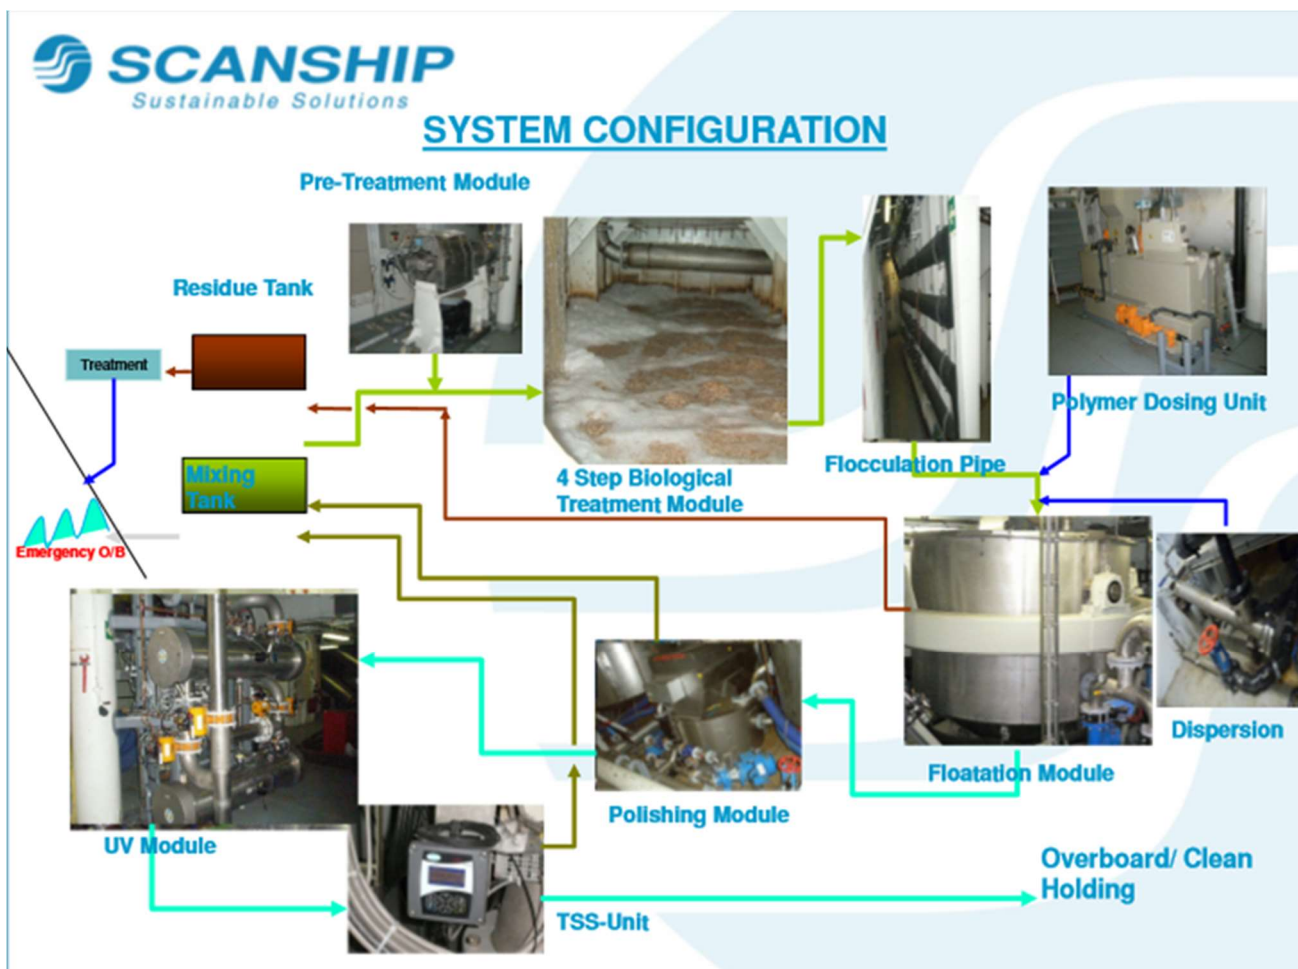 SCANSHIP
Sustainable Solutions
SYSTEM CONFIGURATION
Pre-Treatment Module
Residue Tank
Treatment
Polymer Dosing Unit
Mixing
Tank
4 Step Biological
Treatment Module
Flocculation Pipe
Emergency O/B
Dispersion
Floatation Module
Polishing Module
UV Module
Overboard/ Clean
Holding
TSS-Unit